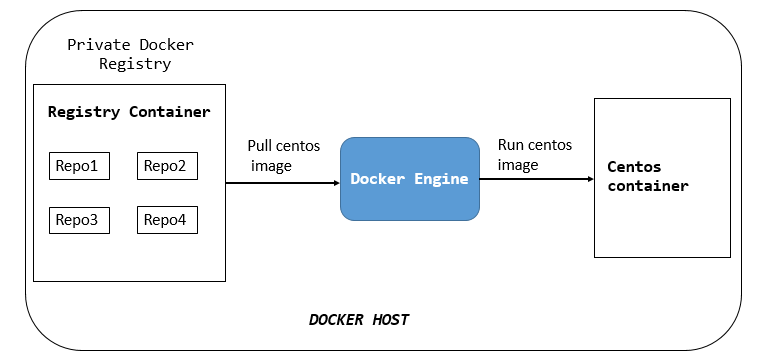 Private Docker
Registry
Registry Container
Repo1
Repo2
Repo3
Repo4
Pull centos
image
Docker Engine
Run centos
image
Centos
container
DOCKER HOST